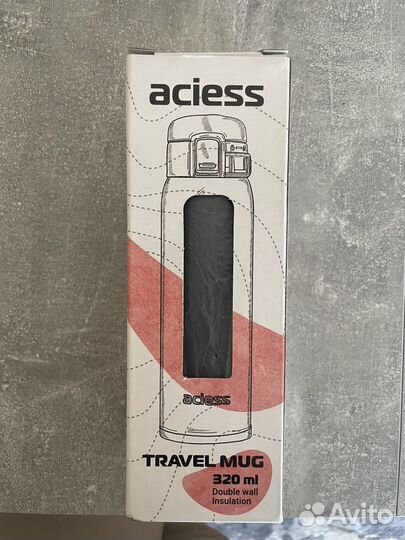 aciess
aciess
TRAVEL MUG
320 ml
Double wall
Insulation
Avito